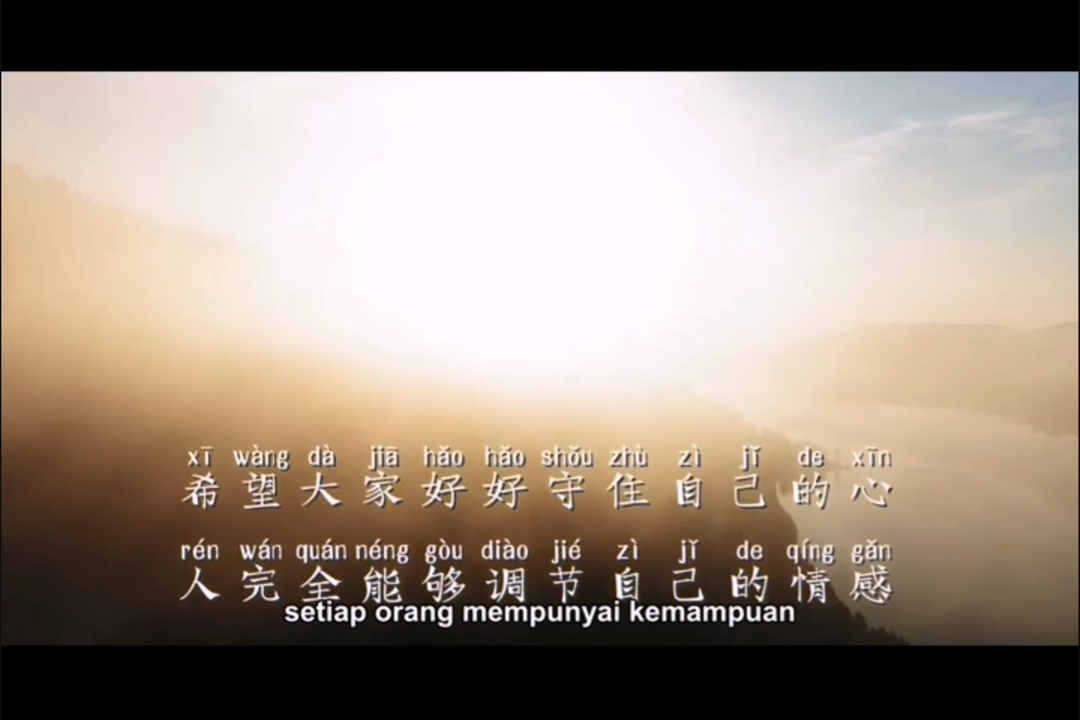 xī wàng dà jiā hǎo hǎo shǒu zhù zì jǐ de xīn
希望大家好好守住自己的心
rén wán quán néng gòu diào jié zì jǐ de qíng gǎn
人完全能够调节自己的情感
setiap orang mempunyai kemampuan